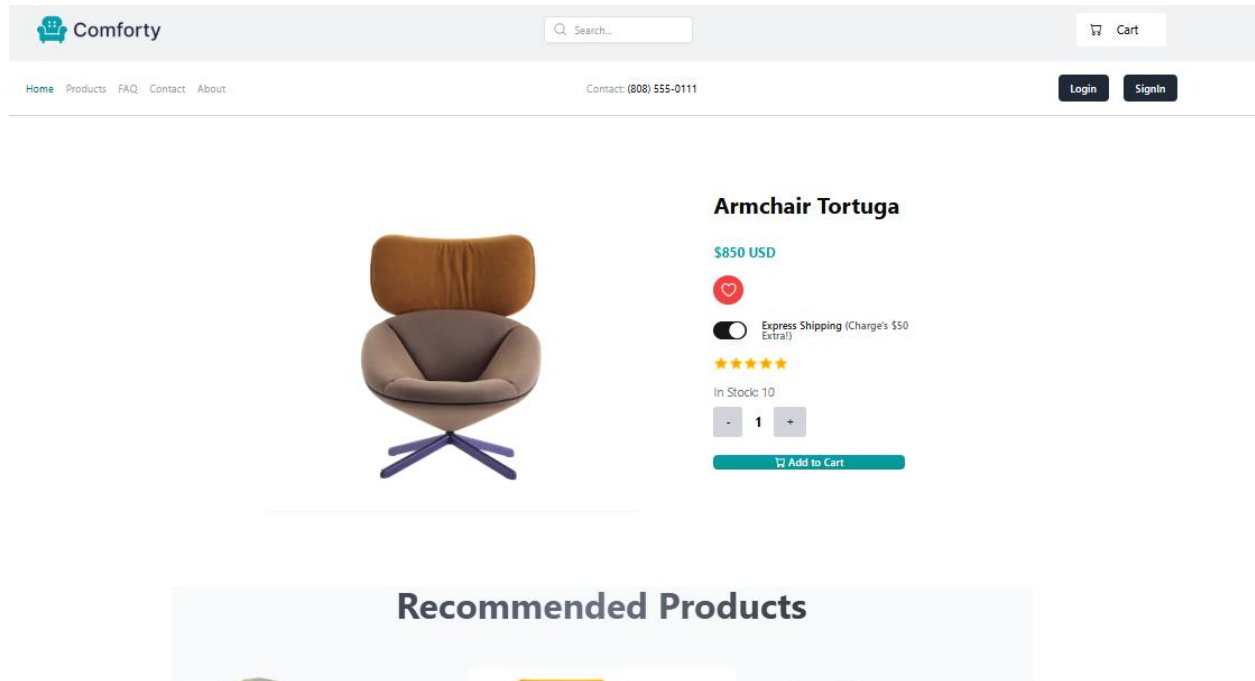 Comforty
Search...
Cart
Home Products FAQ Contact About
Contact: (808) 555-0111
Login
SignIn
Armchair Tortuga
$850 USD
Express Shipping (Charge's $50
Extra!)
In Stock: 10
- 1 +
Add to Cart
Recommended Products